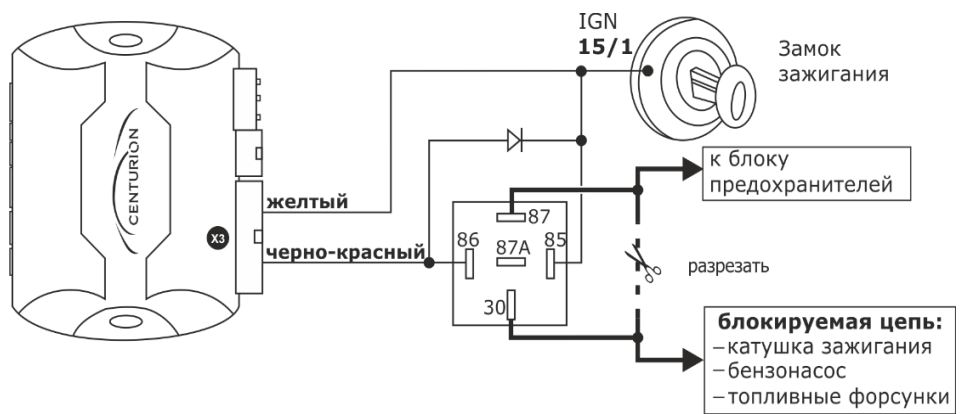 IGN
15/1
Замок
зажигания
CENTURION
к блоку
предохранителей
желтый
X3
черно-красный
87
86
87A
85
30
разрезать
блокируемая цепь:
–катушка зажигания
–бензонасос
–топливные форсунки